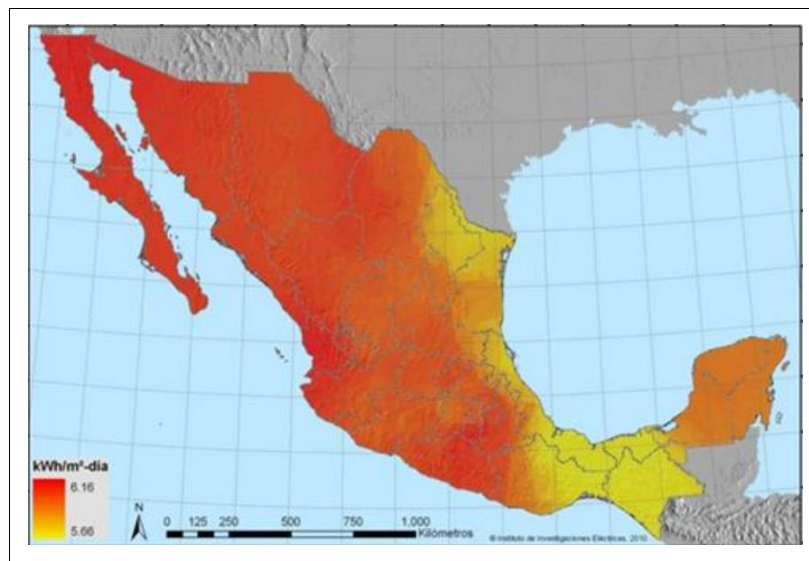 kWh/m²-día
6.16
5.66
N
0 125 250 500 750 1,000
Kilómetros
© Instituto de Investigaciones Eléctricas, 2010